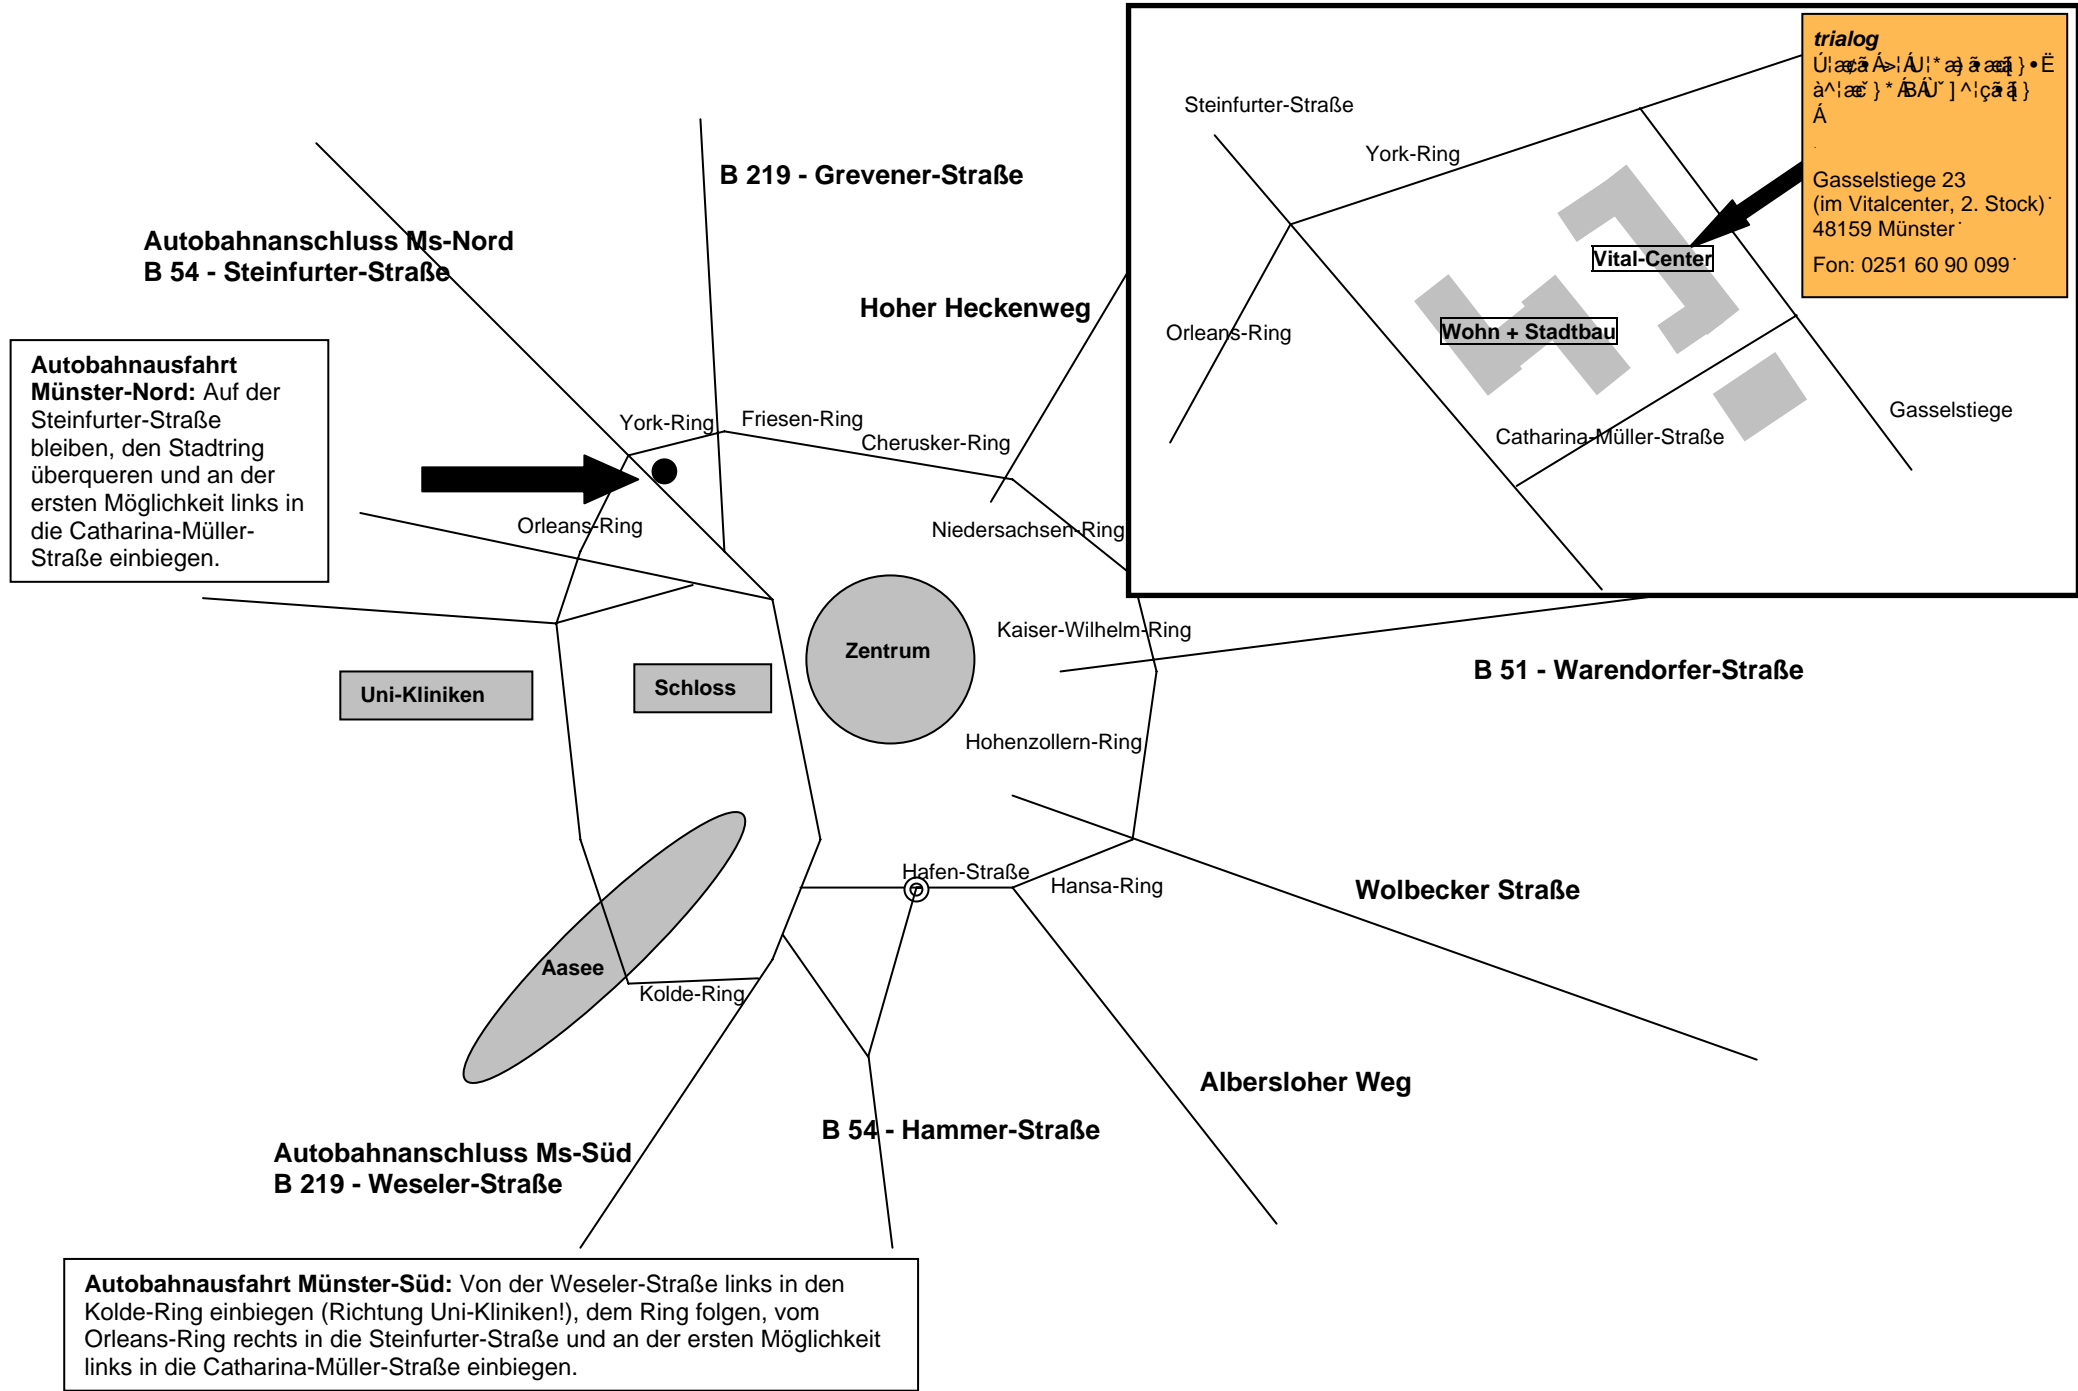 trialog
Gasselstiege 23
(im Vitalcenter, 2. Stock)
48159 Münster
Fon: 0251 60 90 099
Steinfurter-Straße
York-Ring
Vital-Center
Orleans-Ring
Wohn + Stadtbau
Gasselstiege
Catharina-Müller-Straße
B 219 - Grevener-Straße
Autobahnanschluss Ms-Nord
B 54 - Steinfurter-Straße
Hoher Heckenweg
Autobahnausfahrt
Münster-Nord: Auf der
Steinfurter-Straße
bleiben, den Stadtring
überqueren und an der
ersten Möglichkeit links in
die Catharina-Müller-
Straße einbiegen.
York-Ring
Friesen-Ring
Cherusker-Ring
Orleans-Ring
Niedersachsen-Ring
Kaiser-Wilhelm-Ring
Zentrum
B 51 - Warendorfer-Straße
Uni-Kliniken
Schloss
Hohenzollern-Ring
Hafen-Straße
Hansa-Ring
Wolbecker Straße
Aasee
Kolde-Ring
Albersloher Weg
B 54 - Hammer-Straße
Autobahnanschluss Ms-Süd
B 219 - Weseler-Straße
Autobahnausfahrt Münster-Süd: Von der Weseler-Straße links in den
Kolde-Ring einbiegen (Richtung Uni-Kliniken!), dem Ring folgen, vom
Orleans-Ring rechts in die Steinfurter-Straße und an der ersten Möglichkeit
links in die Catharina-Müller-Straße einbiegen.